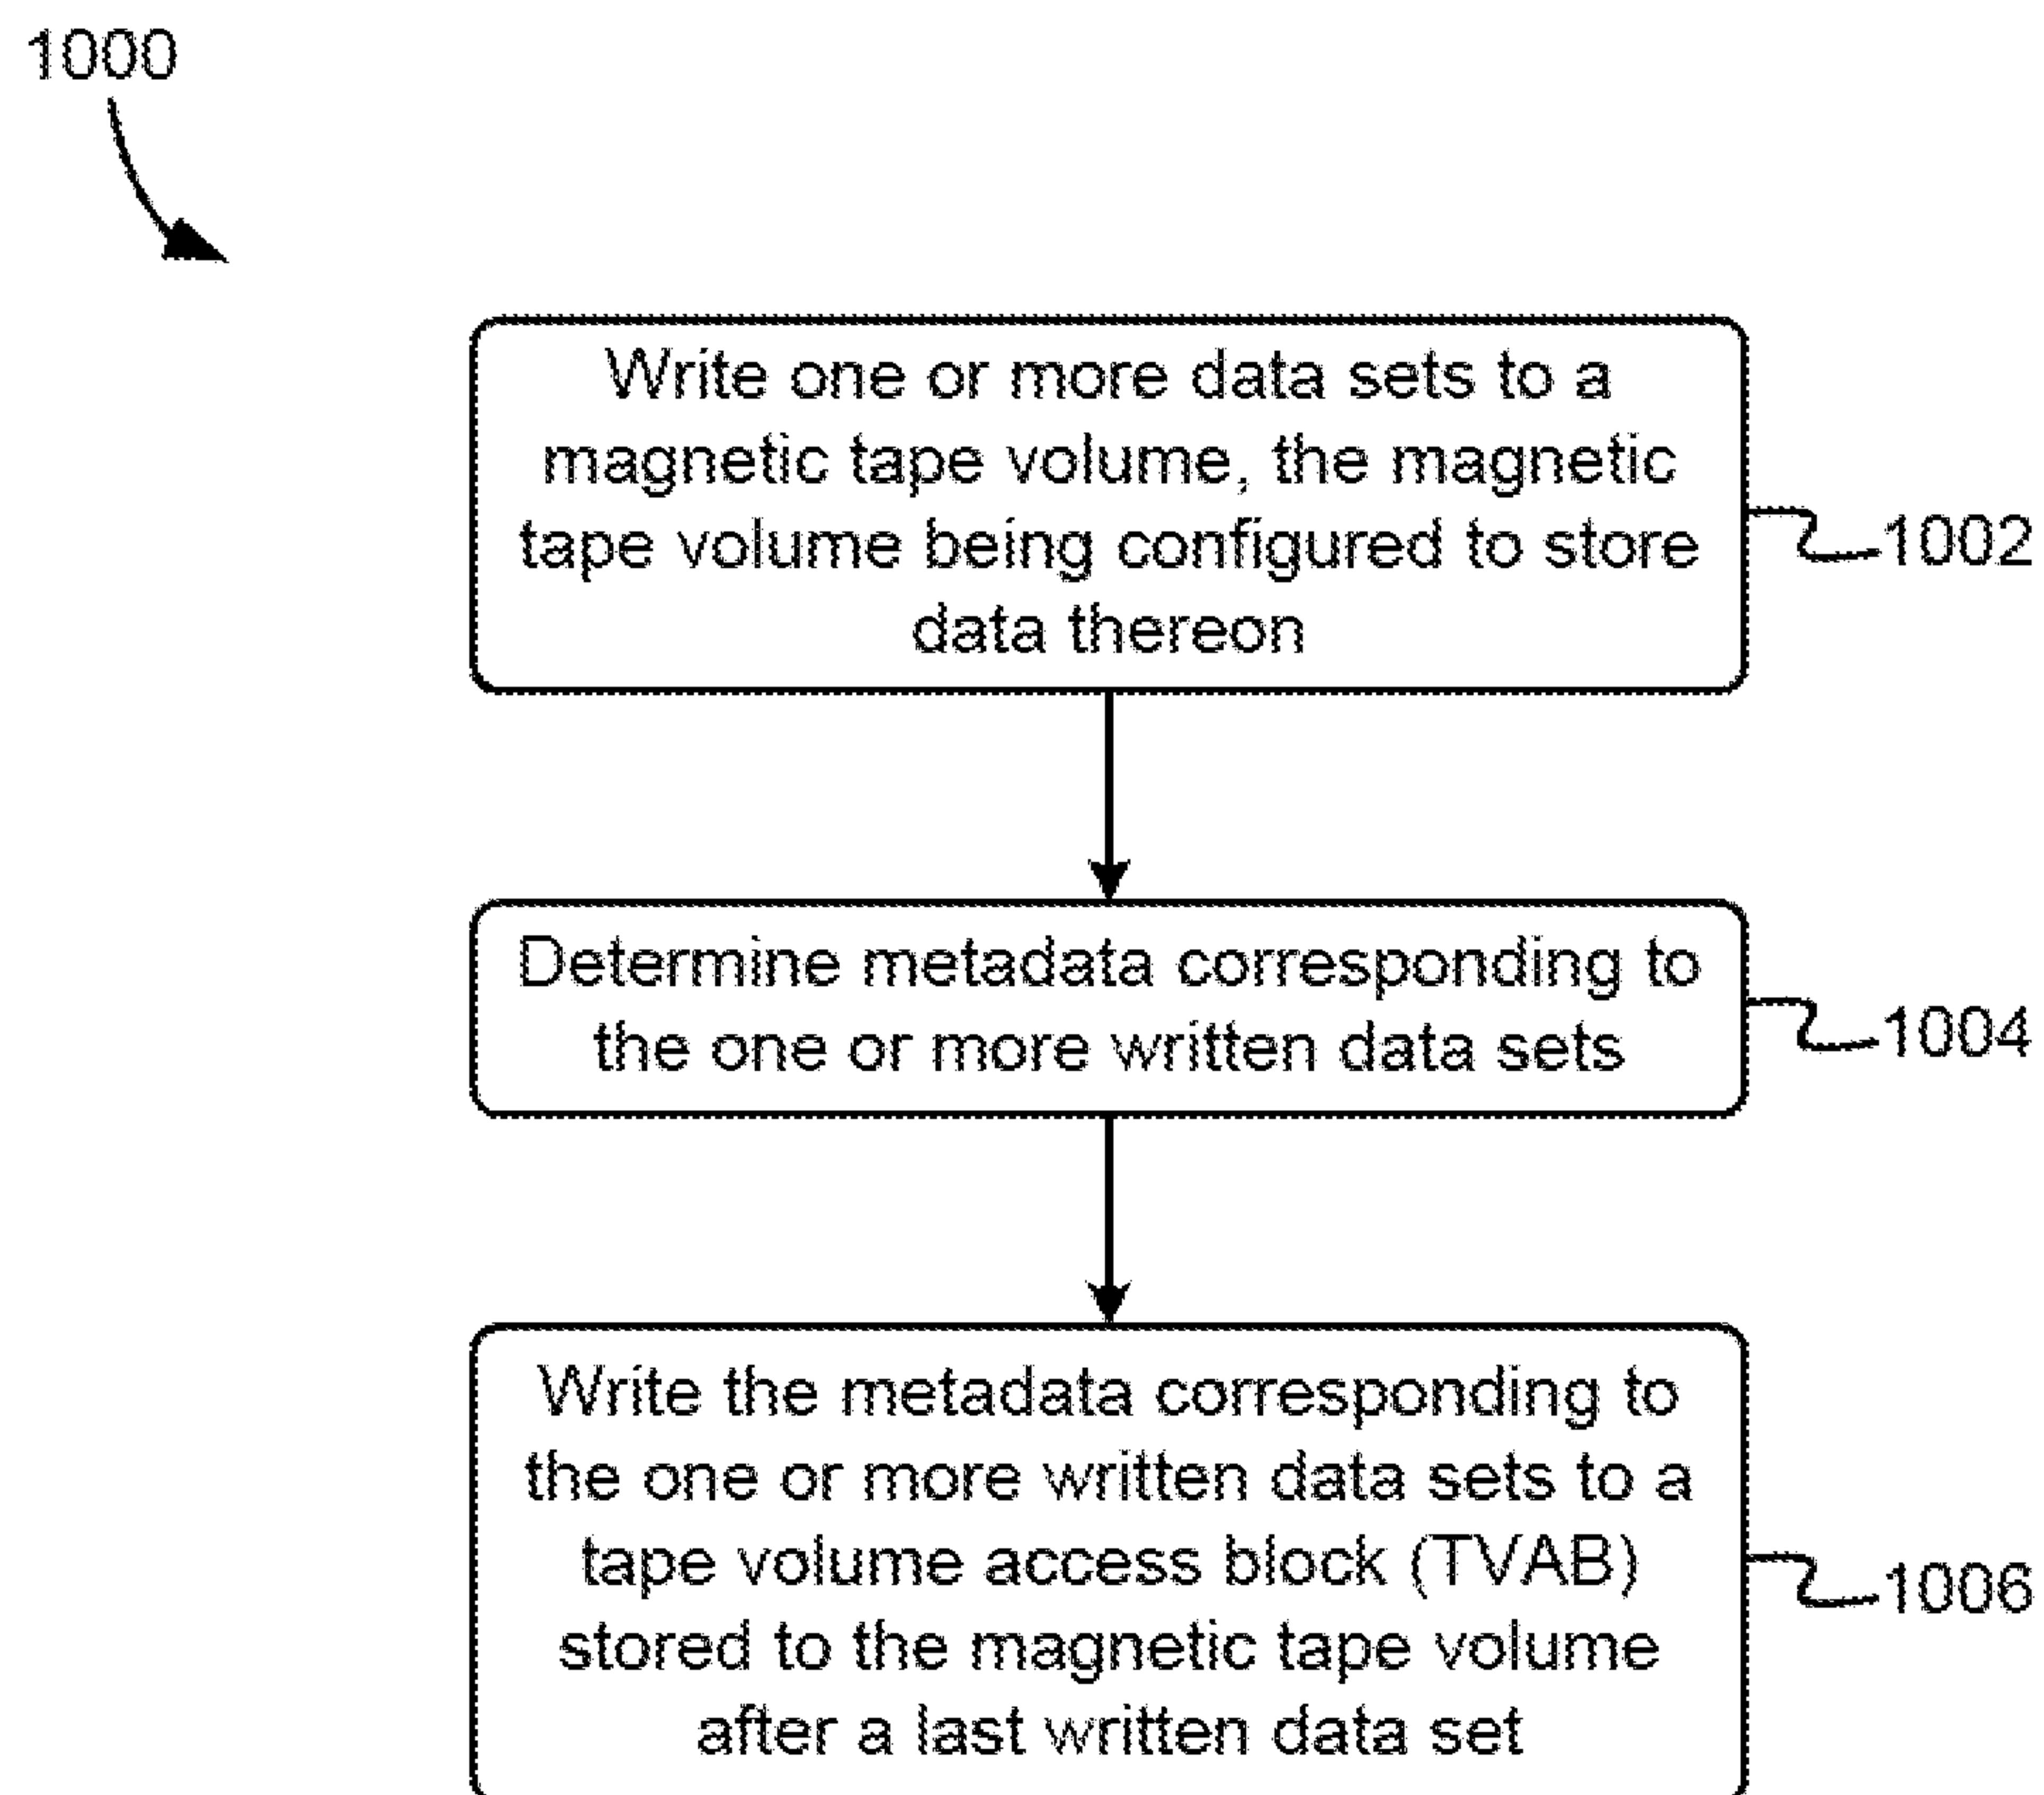 1000
Write one or more data sets to a
magnetic tape volume, the magnetic
tape volume being configured to store
data thereon
1002
Determine metadata corresponding to
the one or more written data sets
1004
Write the metadata corresponding to
the one or more written data sets to a
tape volume access block (TVAB)
stored to the magnetic tape volume
after a last written data set
1006